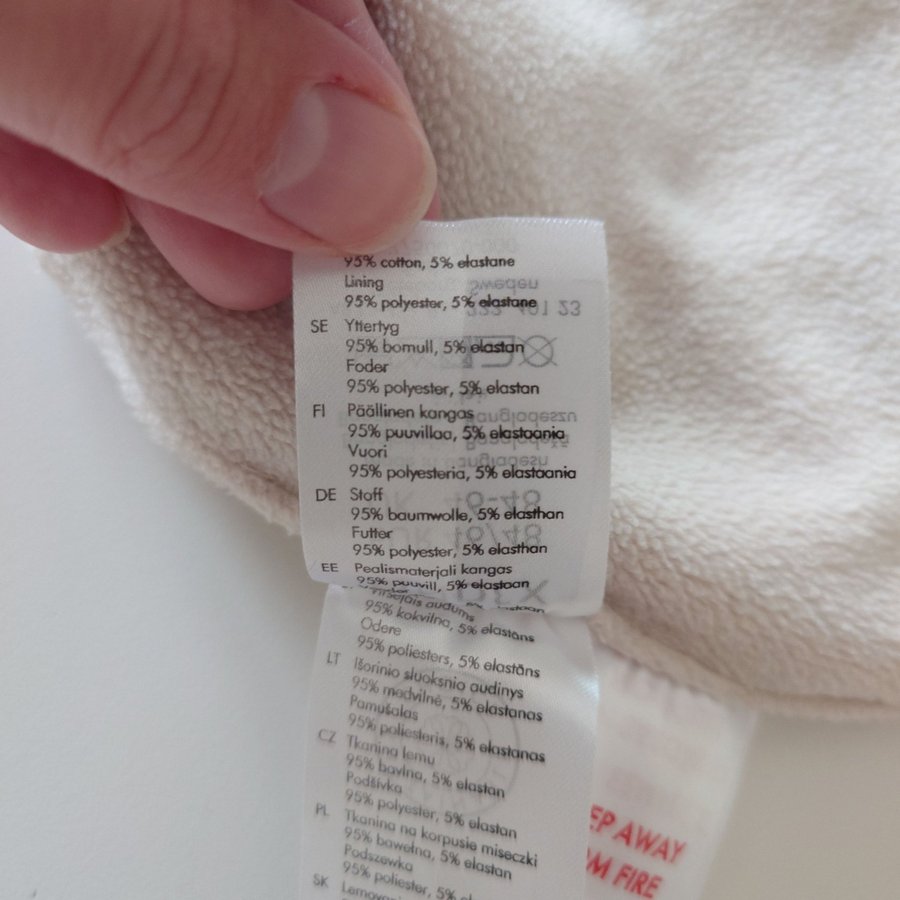 95% cotton, 5% elastane
Lining
95% polyester, 5% elastane
SE Yttertyg
95% bomull, 5% elastan
Foder
95% polyester, 5% elastan
FI Päällinen kangas
95% puuvillaa, 5% elastaania
Vuori
95% polyesteria, 5% elastaania
DE Stoff
95% baumwolle, 5% elasthan
Futter
95% polyester, 5% elasthan
EE Pealismaterjali kangas
95% puuvill, 5% elastaan
Virsējais audums
95% kokvilna, 5% elastāns
Odere
95% poliesters, 5% elastāns
LT Išorinio sluoksnio audinys
95% medvilnė, 5% elastanas
Pamušalas
95% poliesteris, 5% elastanas
CZ Tkanina lemu
95% bavlna, 5% elastan
Podšívka
95% polyester, 5% elastan
PL Tkanina na korpusie miseczki
95% bawełna, 5% elastan
Podszewka
95% poliester, 5%
SK
EP AWAY
M FIRE